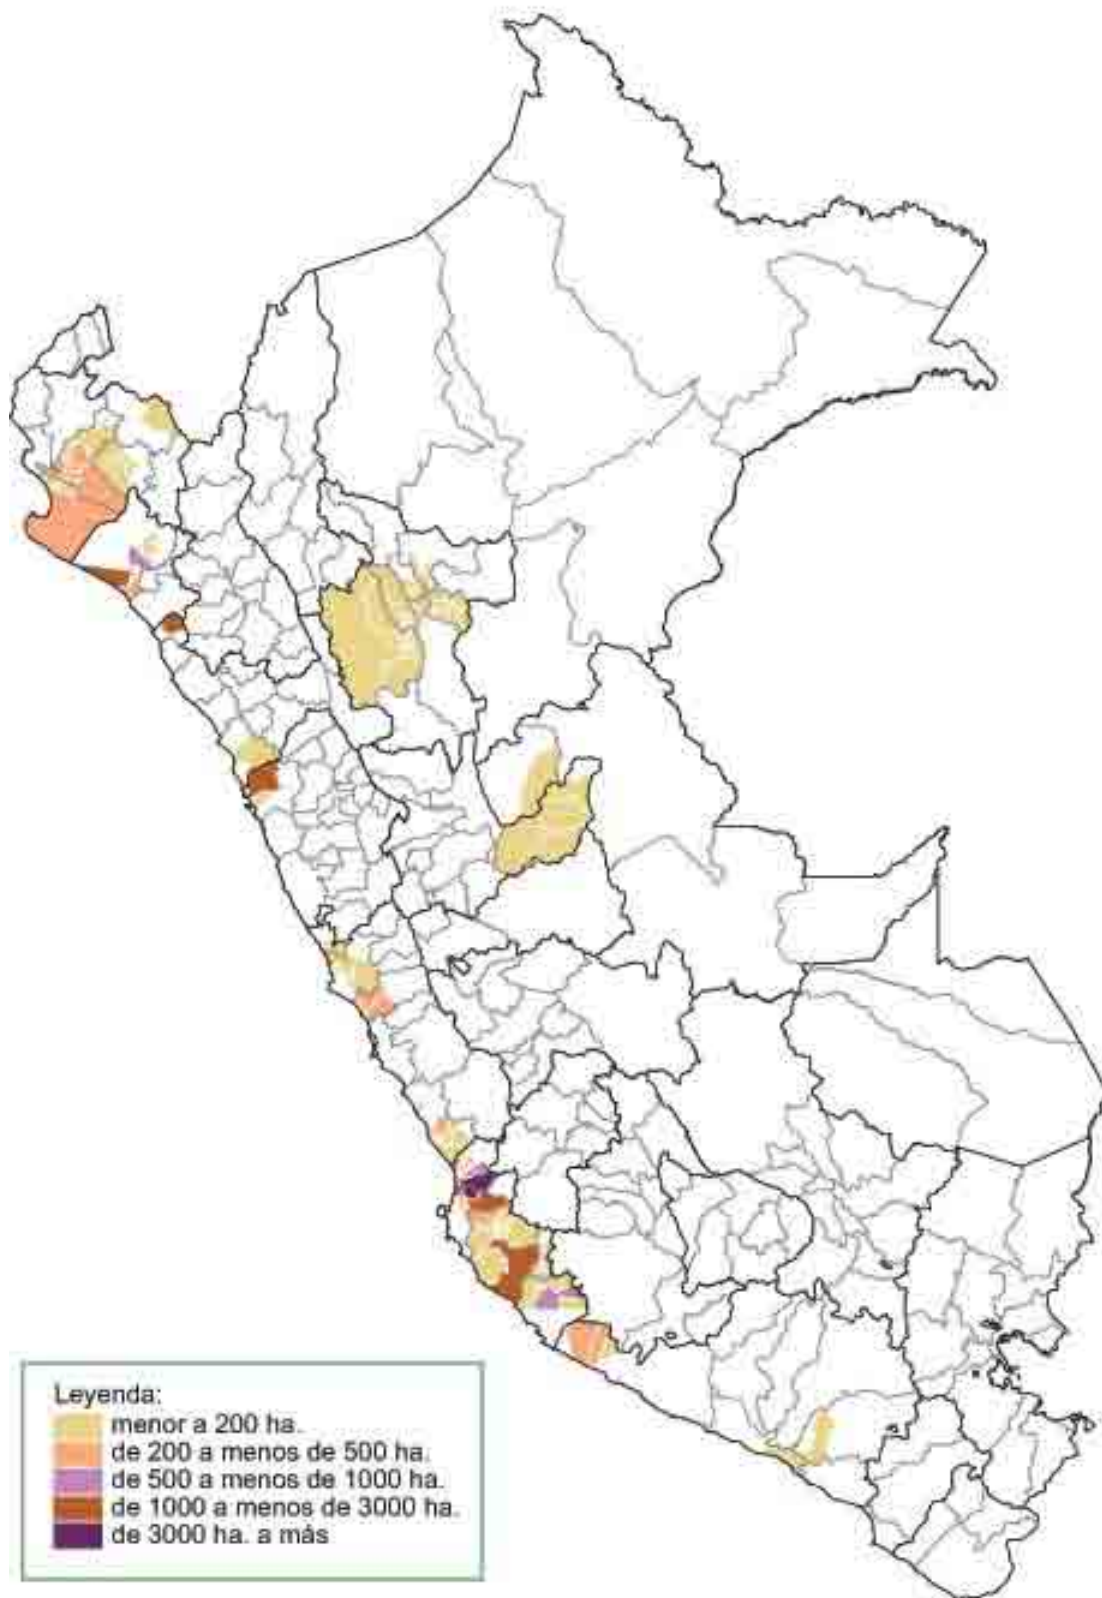 Leyenda:
menor a 200 ha.
de 200 a menos de 500 ha.
de 500 a menos de 1000 ha.
de 1000 a menos de 3000 ha.
de 3000 ha. a más